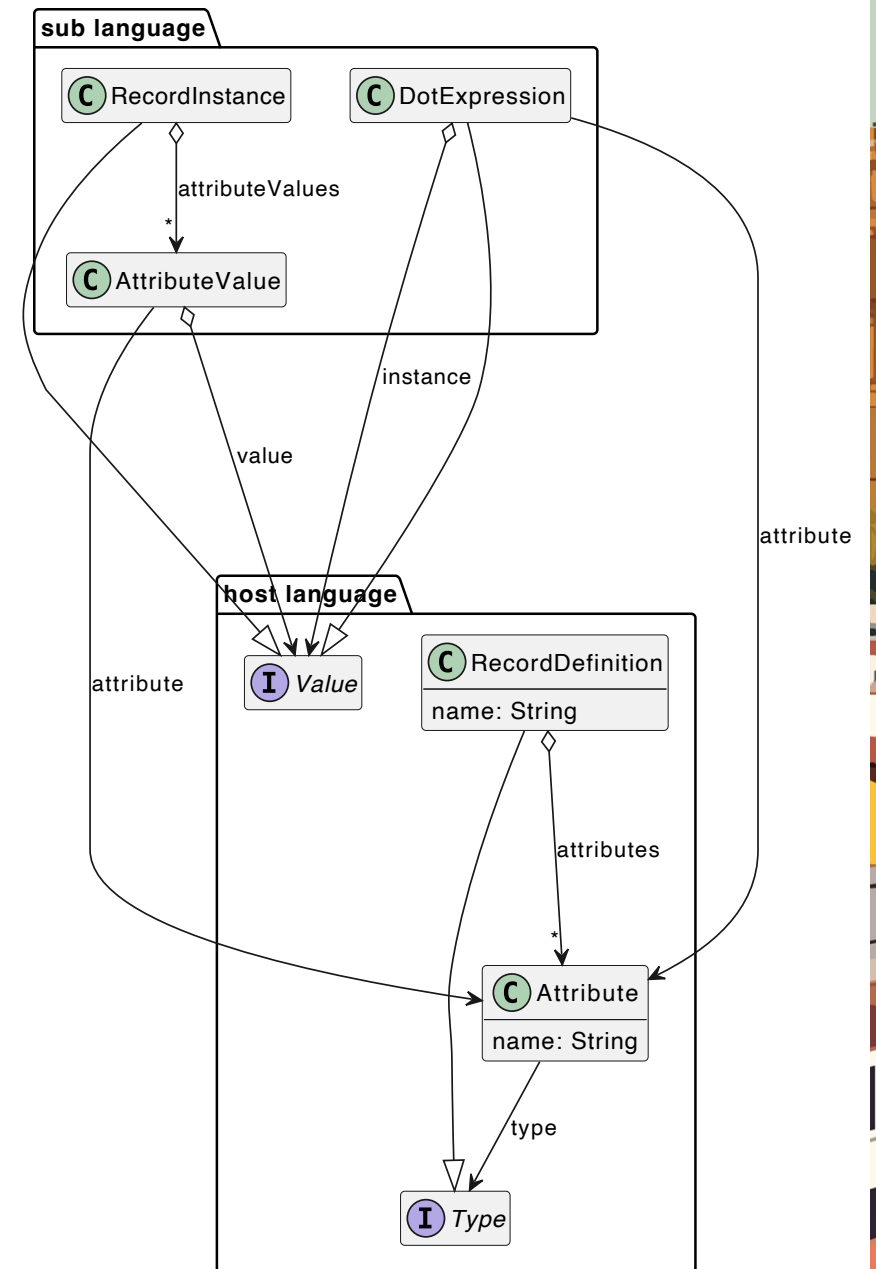 sub language
C RecordInstance
C DotExpression
attributeValues
*
C AttributeValue
instance
value
attribute
host language
I Value
C RecordDefinition
name: String
attribute
attributes
*
C Attribute
name: String
type
I Type